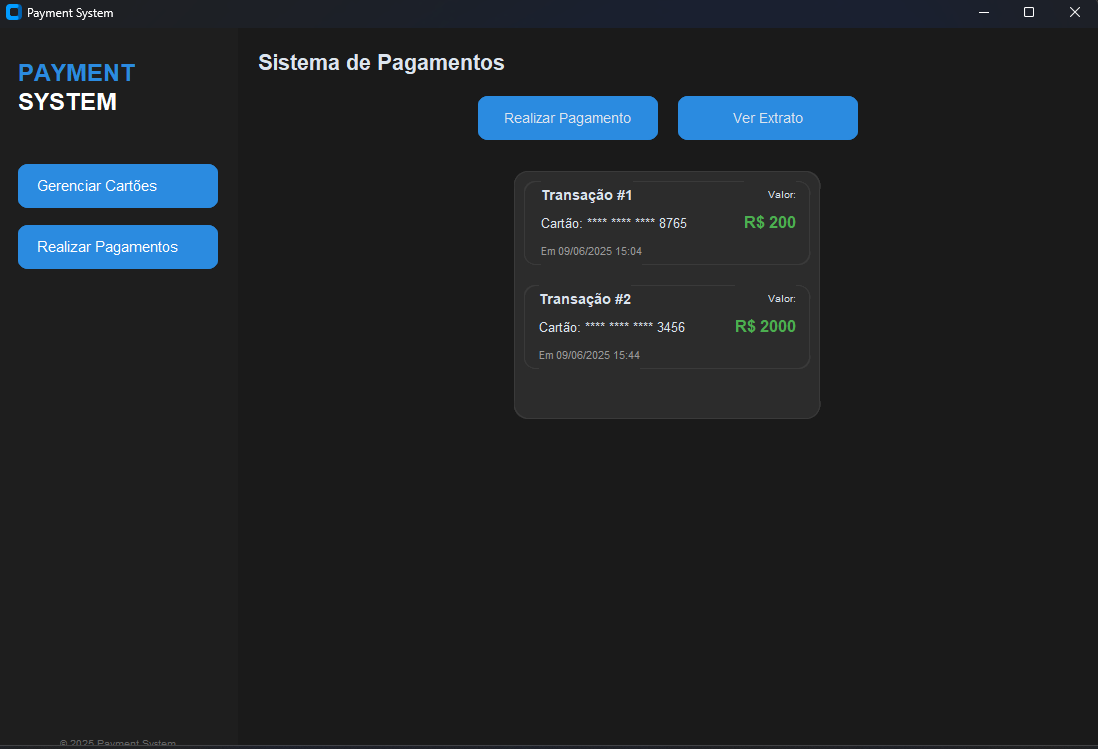 Payment System
PAYMENT
SYSTEM
Gerenciar Cartões
Realizar Pagamentos
Sistema de Pagamentos
Realizar Pagamento
Ver Extrato
Transação #1
Valor:
Cartão: **** **** **** 8765
R$ 200
Em 09/06/2025 15:04
Transação #2
Valor:
Cartão: **** **** **** 3456
R$ 2000
Em 09/06/2025 15:44
© 2025 Payment System